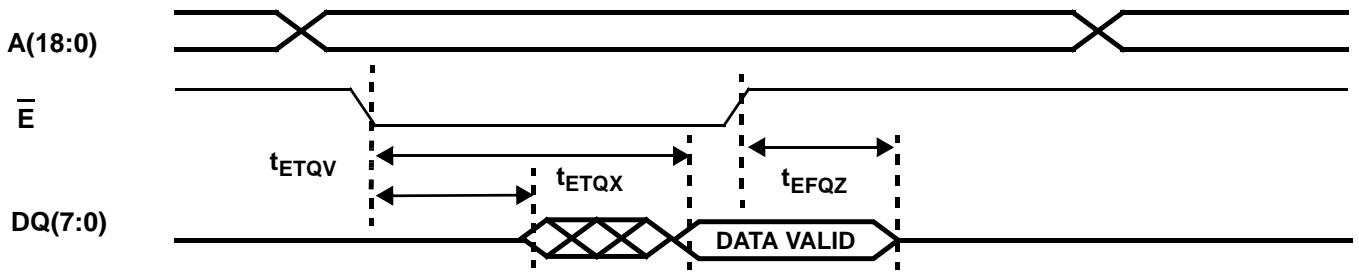 A(18:0)
E
tETQV
tETQX
tEFQZ
DQ(7:0)
DATA VALID